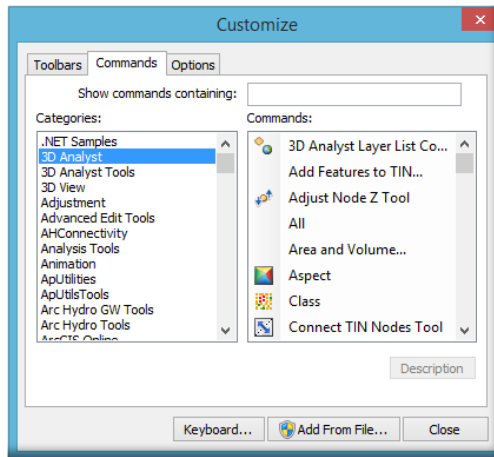 Customize
Toolbars Commands Options
Show commands containing:
Categories:
.NET Samples
3D Analyst
3D Analyst Tools
3D View
Adjustment
Advanced Edit Tools
AHConnectivity
Analysis Tools
Animation
ApUtilities
ApUtilsTools
Arc Hydro GW Tools
Arc Hydro Tools
ArcGIS Online
Commands:
3D Analyst Layer List Co...
Add Features to TIN...
Adjust Node Z Tool
All
Area and Volume...
Aspect
Class
Connect TIN Nodes Tool
Description
Keyboard... Add From File... Close